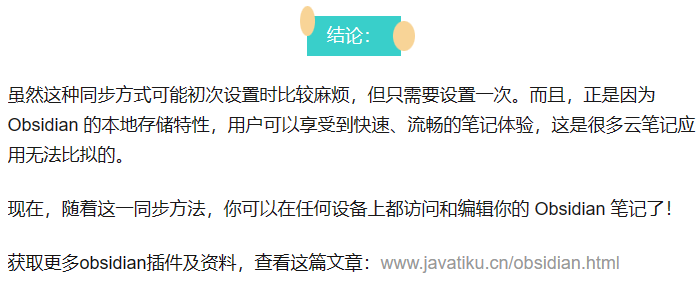 结论：
虽然这种同步方式可能初次设置时比较麻烦，但只需要设置一次。而且，正是因为
Obsidian 的本地存储特性，用户可以享受到快速、流畅的笔记体验，这是很多云笔记应
用无法比拟的。
现在，随着这一同步方法，你可以在任何设备上都访问和编辑你的 Obsidian 笔记了！
获取更多obsidian插件及资料，查看这篇文章：www.javatiku.cn/obsidian.html